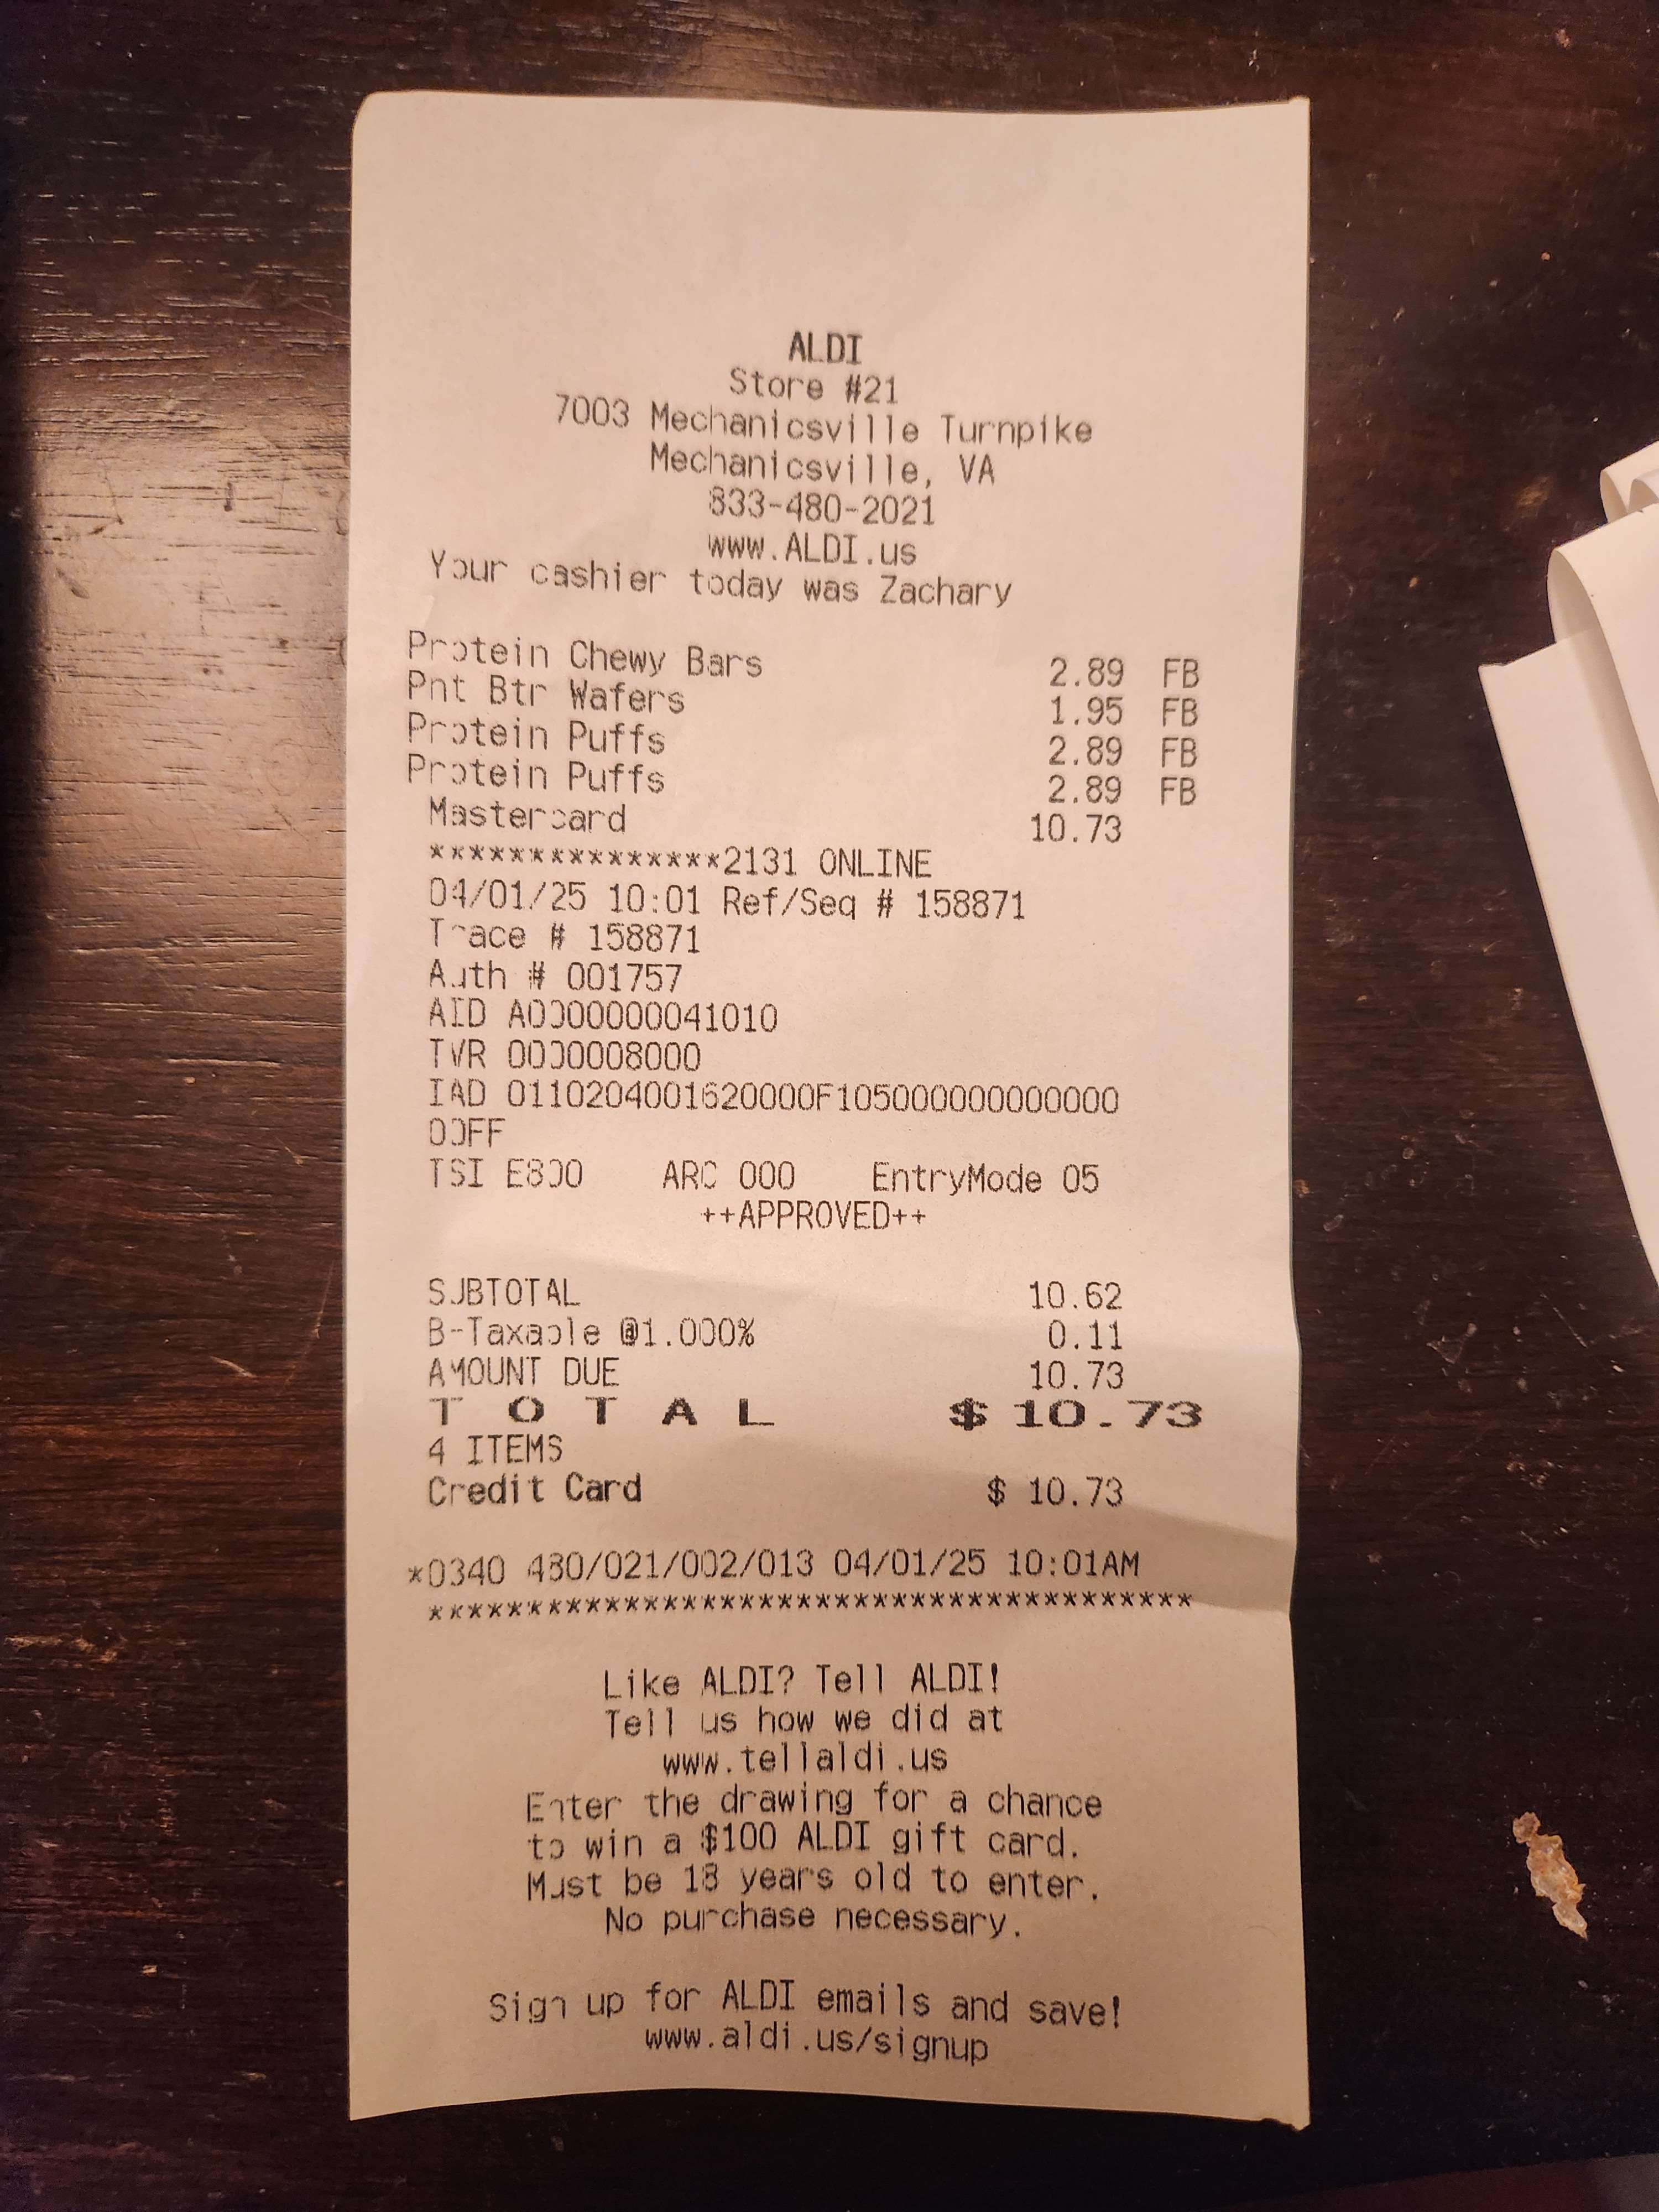 ALDI
Store #21
7003 Mechanicsville Turnpike
Mechanicsville, VA
833-480-2021
www.ALDI.us
Your cashier today was Zachary
Protein Chewy Bars 2.89 FB
Pnt Btr Wafers 1.95 FB
Protein Puffs 2.89 FB
Protein Puffs 2.89 FB
Mastercard 10.73
***************2131 ONLINE
04/01/25 10:01 Ref/Seq # 158871
Trace # 158871
Auth # 001757
AID A0000000041010
TVR 0000008000
IAD 0110204001620000F105000000000000
00FF
TSI E800 ARC 000 EntryMode 05
++APPROVED++
SUBTOTAL 10.62
B-Taxable @1.000% 0.11
AMOUNT DUE 10.73
T O T A L $ 10.73
4 ITEMS
Credit Card $ 10.73
*0340 480/021/002/013 04/01/25 10:01AM
****************************************
Like ALDI? Tell ALDI!
Tell us how we did at
www.tellaldi.us
Enter the drawing for a chance
to win a $100 ALDI gift card.
Must be 18 years old to enter.
No purchase necessary.
Sign up for ALDI emails and save!
www.aldi.us/signup